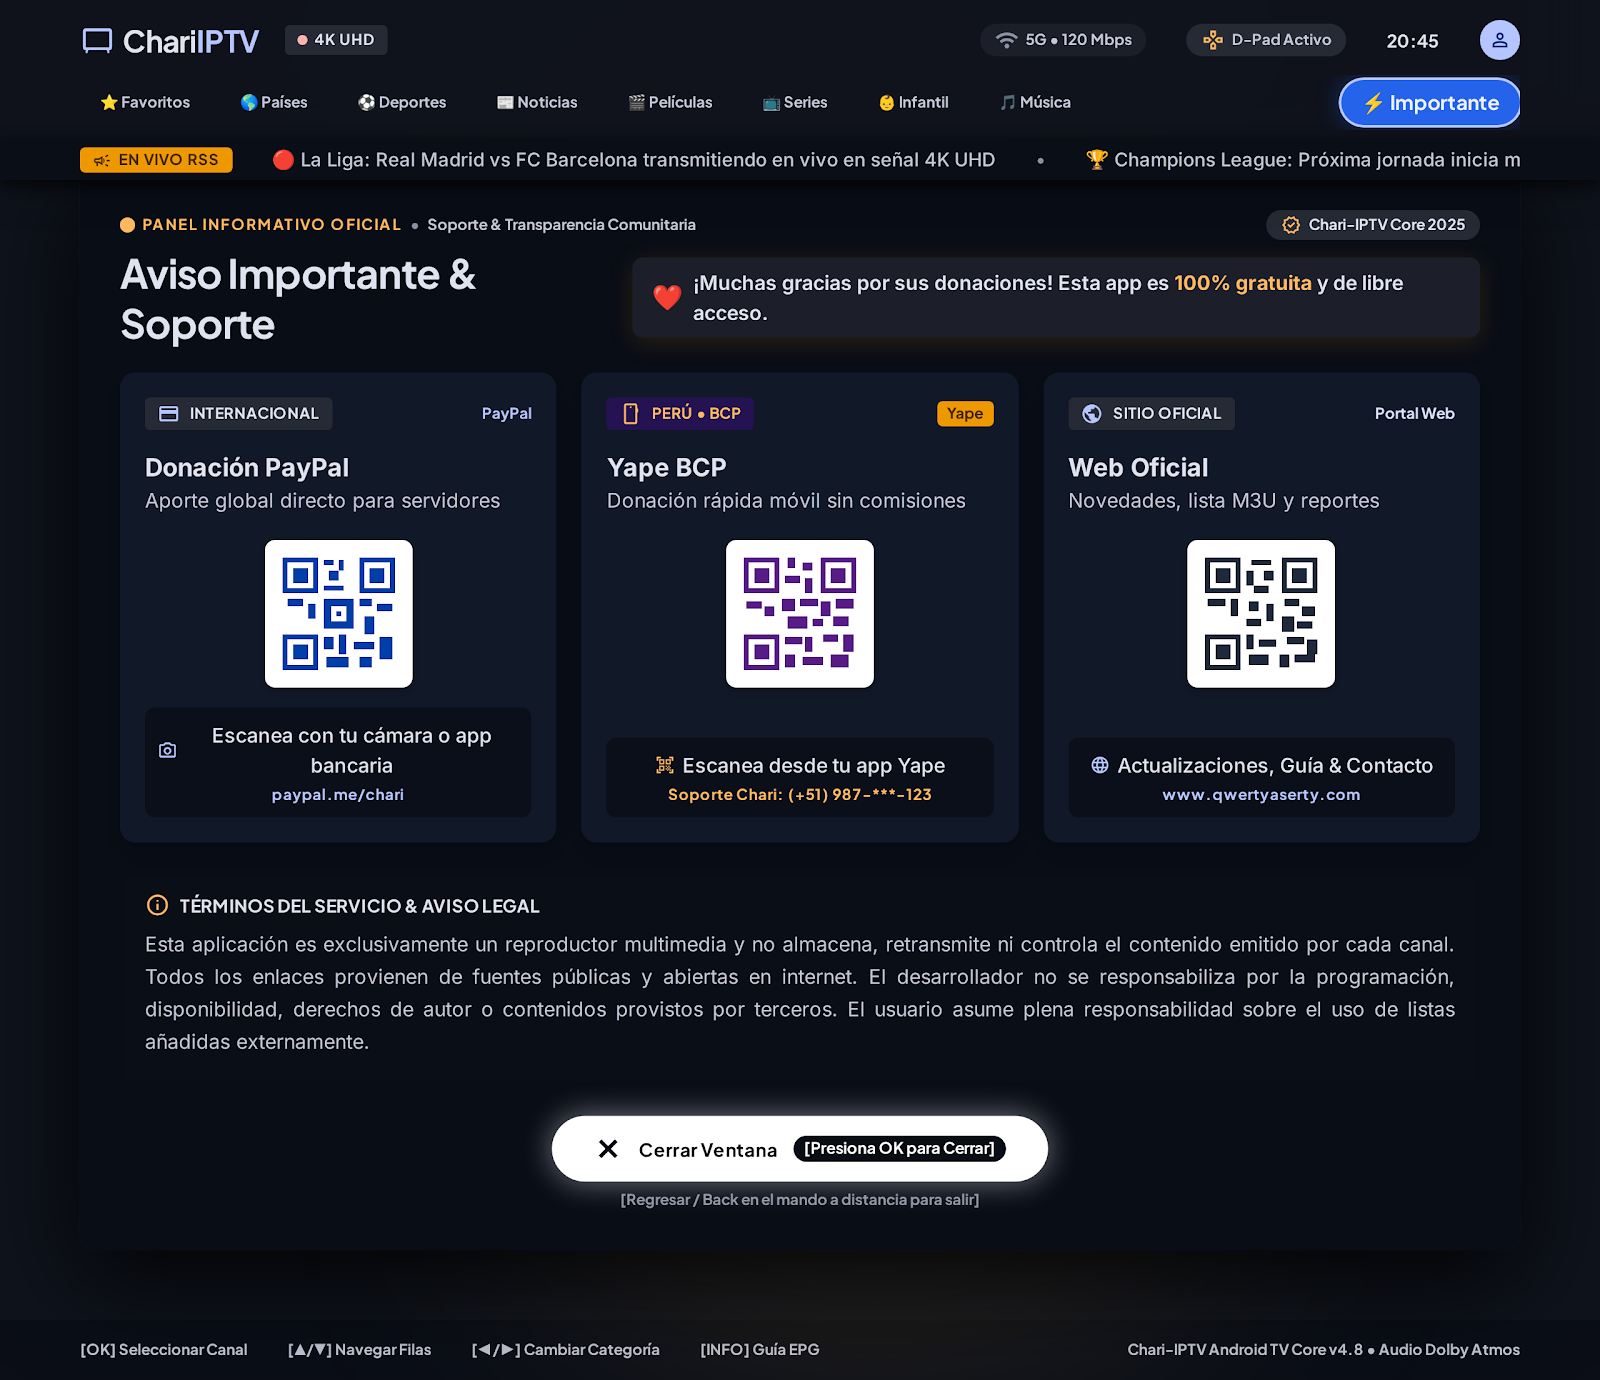 ChariIPTV
4K UHD
5G • 120 Mbps
D-Pad Activo
20:45
⭐ Favoritos
🌎 Países
⚽ Deportes
📰 Noticias
🎬 Películas
📺 Series
👶 Infantil
🎵 Música
⚡ Importante
EN VIVO RSS
🔴 La Liga: Real Madrid vs FC Barcelona transmitiendo en vivo en señal 4K UHD • 🏆 Champions League: Próxima jornada inicia m
PANEL INFORMATIVO OFICIAL • Soporte & Transparencia Comunitaria
Chari-IPTV Core 2025
Aviso Importante &
Soporte
❤️ ¡Muchas gracias por sus donaciones! Esta app es 100% gratuita y de libre
acceso.
INTERNACIONAL
PayPal
Donación PayPal
Aporte global directo para servidores
Escanea con tu cámara o app
bancaria
paypal.me/chari
PERÚ • BCP
Yape
Yape BCP
Donación rápida móvil sin comisiones
Escanea desde tu app Yape
Soporte Chari: (+51) 987-***-123
SITIO OFICIAL
Portal Web
Web Oficial
Novedades, lista M3U y reportes
Actualizaciones, Guía & Contacto
www.qwertyaserty.com
TÉRMINOS DEL SERVICIO & AVISO LEGAL
Esta aplicación es exclusivamente un reproductor multimedia y no almacena, retransmite ni controla el contenido emitido por cada canal.
Todos los enlaces provienen de fuentes públicas y abiertas en internet. El desarrollador no se responsabiliza por la programación,
disponibilidad, derechos de autor o contenidos provistos por terceros. El usuario asume plena responsabilidad sobre el uso de listas
añadidas externamente.
Cerrar Ventana [Presiona OK para Cerrar]
[Regresar / Back en el mando a distancia para salir]
[OK] Seleccionar Canal
[▲/▼] Navegar Filas
[◀/▶] Cambiar Categoría
[INFO] Guía EPG
Chari-IPTV Android TV Core v4.8 • Audio Dolby Atmos